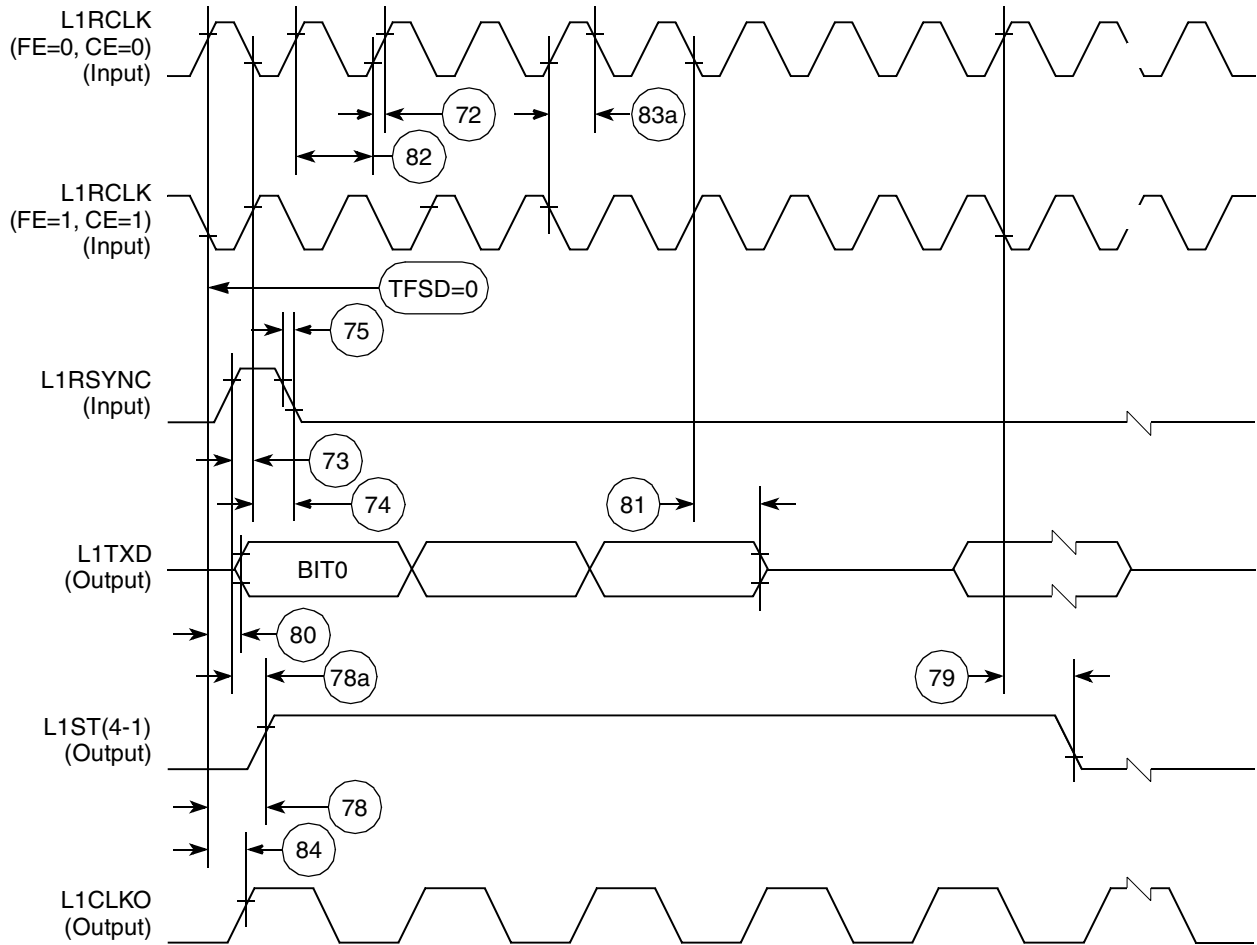 L1RCLK
(FE=0, CE=0)
(Input)
72
83a
82
L1RCLK
(FE=1, CE=1)
(Input)
TFSD=0
75
L1RSYNC
(Input)
73
74
81
L1TXD
(Output)
BIT0
80
78a
79
L1ST(4-1)
(Output)
78
84
L1CLKO
(Output)